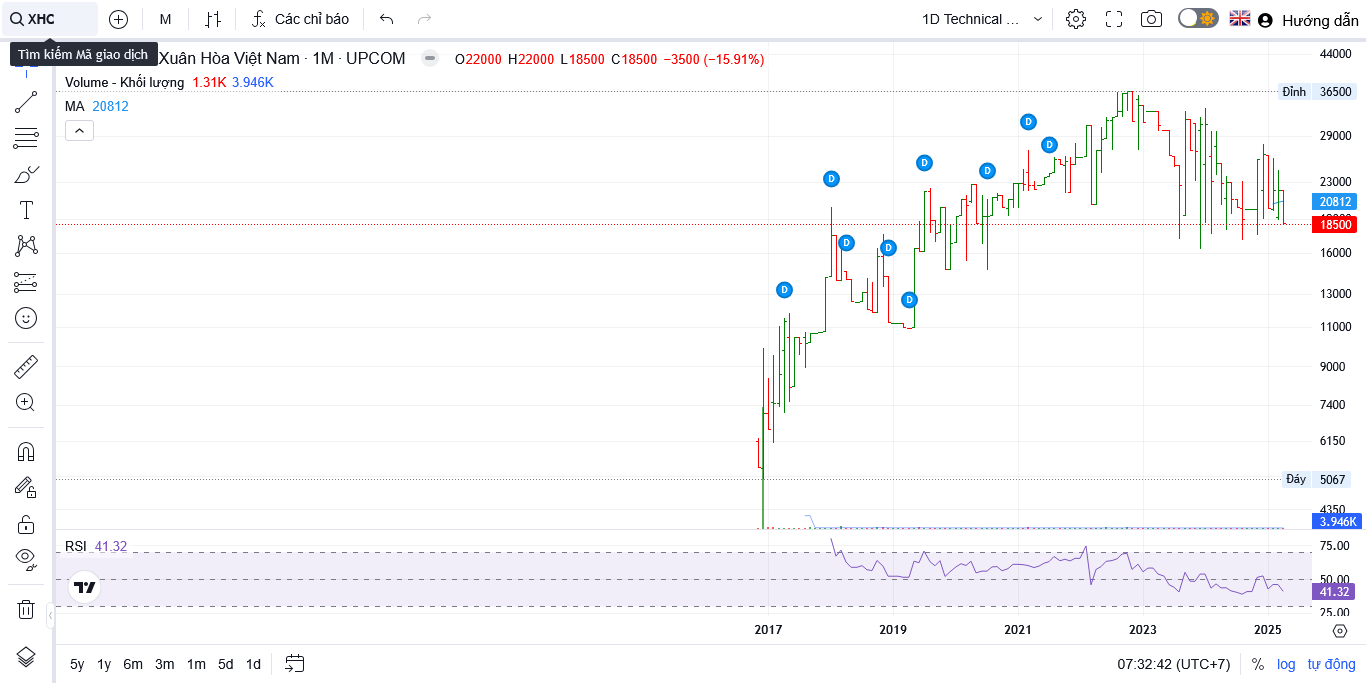 XHC
M
Các chỉ báo
1D Technical ...
Hướng dẫn
Tìm kiếm Mã giao dịch
Xuân Hòa Việt Nam · 1M · UPCOM
O22000 H22000 L18500 C18500 −3500 (−15.91%)
Volume - Khối lượng 1.31K 3.946K
MA 20812
44000
Đỉnh 36500
29000
23000
20812
18500
16000
13000
11000
9000
7400
6150
Đáy 5067
4350
3.946K
D
D
D
D
D
D
D
D
D
RSI 41.32
75.00
50.00
41.32
25.00
2017 2019 2021 2023 2025
5y 1y 6m 3m 1m 5d 1d
07:32:42 (UTC+7) % log tự động